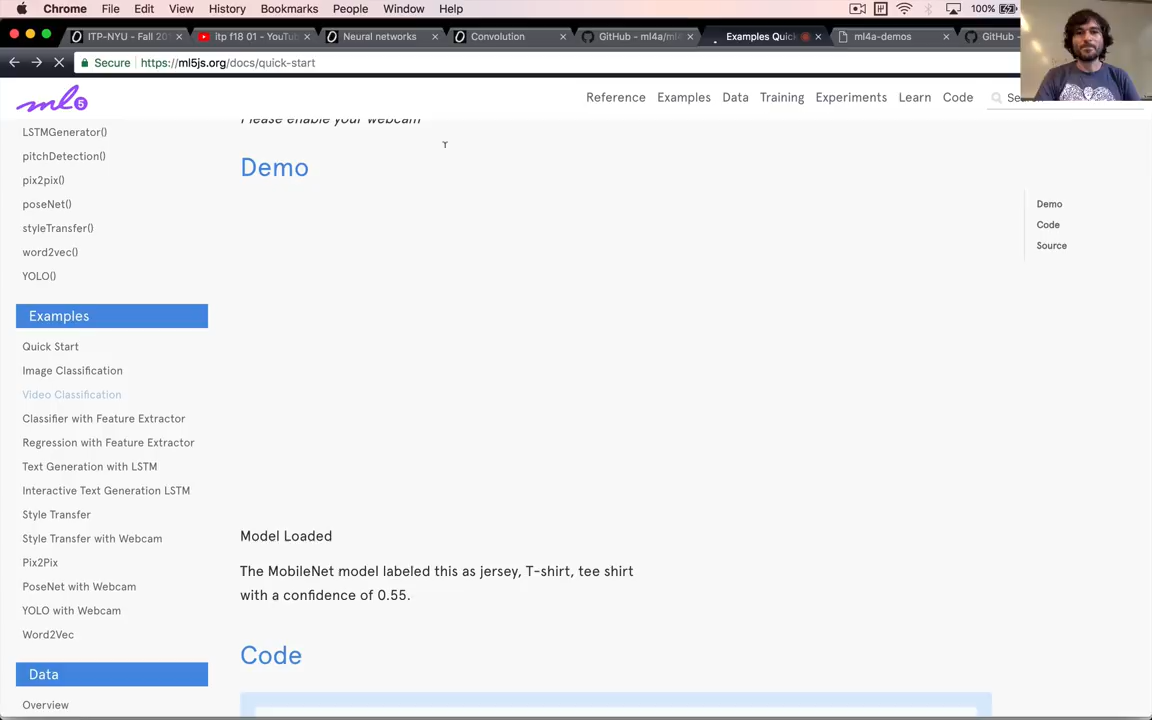 Chrome File Edit View History Bookmarks People Window Help 100%
ITP-NYU - Fall 20 itp f18 01 - YouTu Neural networks Convolution GitHub - ml4a/ml Examples Quick ml4a-demos GitHub -
Secure https://ml5js.org/docs/quick-start
ml5 Reference Examples Data Training Experiments Learn Code
Please enable your webcam
LSTMGenerator()
pitchDetection()
pix2pix()
poseNet()
styleTransfer()
word2vec()
YOLO()
Examples
Quick Start
Image Classification
Video Classification
Classifier with Feature Extractor
Regression with Feature Extractor
Text Generation with LSTM
Interactive Text Generation LSTM
Style Transfer
Style Transfer with Webcam
Pix2Pix
PoseNet with Webcam
YOLO with Webcam
Word2Vec
Data
Overview
Demo
Model Loaded
The MobileNet model labeled this as jersey, T-shirt, tee shirt
with a confidence of 0.55.
Code
Demo
Code
Source